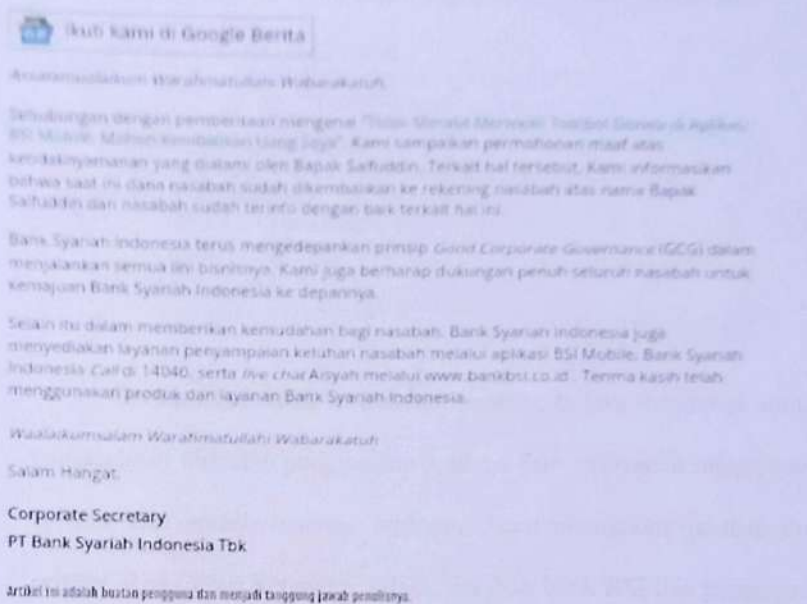 Ikuti kami di Google Berita
Assalamualaikum Warahmatullahi Wabarakatuh,
Sehubungan dengan pemberitaan mengenai "Tidak Merasa Menekan Tombol Donasi di Aplikasi
BSI Mobile, Mohon Kembalikan Uang Saya". Kami sampaikan permohonan maaf atas
ketidaknyamanan yang dialami oleh Bapak Saifuddin. Terkait hal tersebut, Kami informasikan
bahwa saat ini dana nasabah sudah dikembalikan ke rekening nasabah atas nama Bapak
Saifuddin dan nasabah sudah terinfo dengan baik terkait hal ini.
Bank Syariah Indonesia terus mengedepankan prinsip Good Corporate Governance (GCG) dalam
menjalankan semua lini bisnisnya. Kami juga berharap dukungan penuh seluruh nasabah untuk
kemajuan Bank Syariah Indonesia ke depannya.
Selain itu dalam memberikan kemudahan bagi nasabah, Bank Syariah Indonesia juga
menyediakan layanan penyampaian keluhan nasabah melalui aplikasi BSI Mobile, Bank Syariah
Indonesia Call di 14040, serta live chat Aisyah melalui www.bankbsi.co.id . Terima kasih telah
menggunakan produk dan layanan Bank Syariah Indonesia.
Waalaikumsalam Warahmatullahi Wabarakatuh
Salam Hangat,
Corporate Secretary
PT Bank Syariah Indonesia Tbk
Artikel ini adalah buatan pengguna dan menjadi tanggung jawab penulisnya.